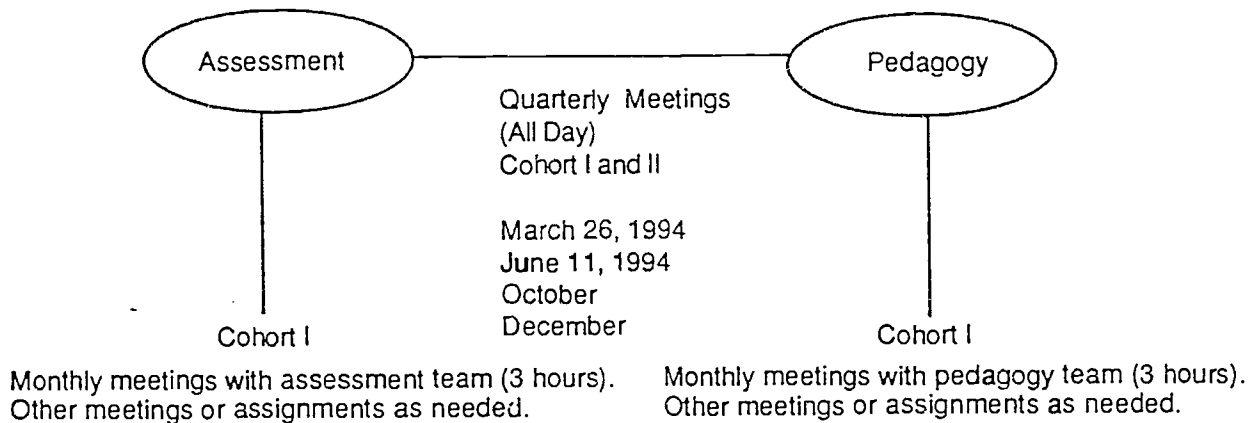 Assessment
Pedagogy
Quarterly Meetings
(All Day)
Cohort I and II
March 26, 1994
June 11, 1994
October
December
Cohort I
Monthly meetings with assessment team (3 hours).
Other meetings or assignments as needed.
Cohort I
Monthly meetings with pedagogy team (3 hours).
Other meetings or assignments as needed.